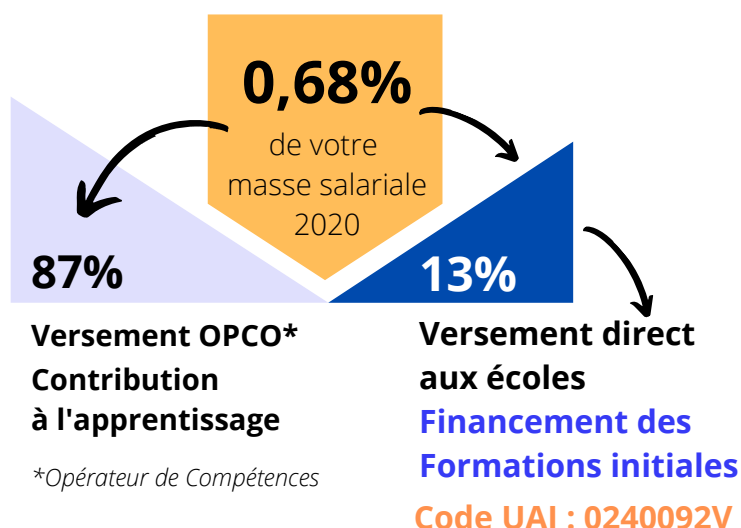 0,68%
de votre
masse salariale
2020
87%
Versement OPCO*
Contribution
à l'apprentissage
*Opérateur de Compétences
13%
Versement direct
aux écoles
Financement des
Formations initiales
Code UAI : 0240092V